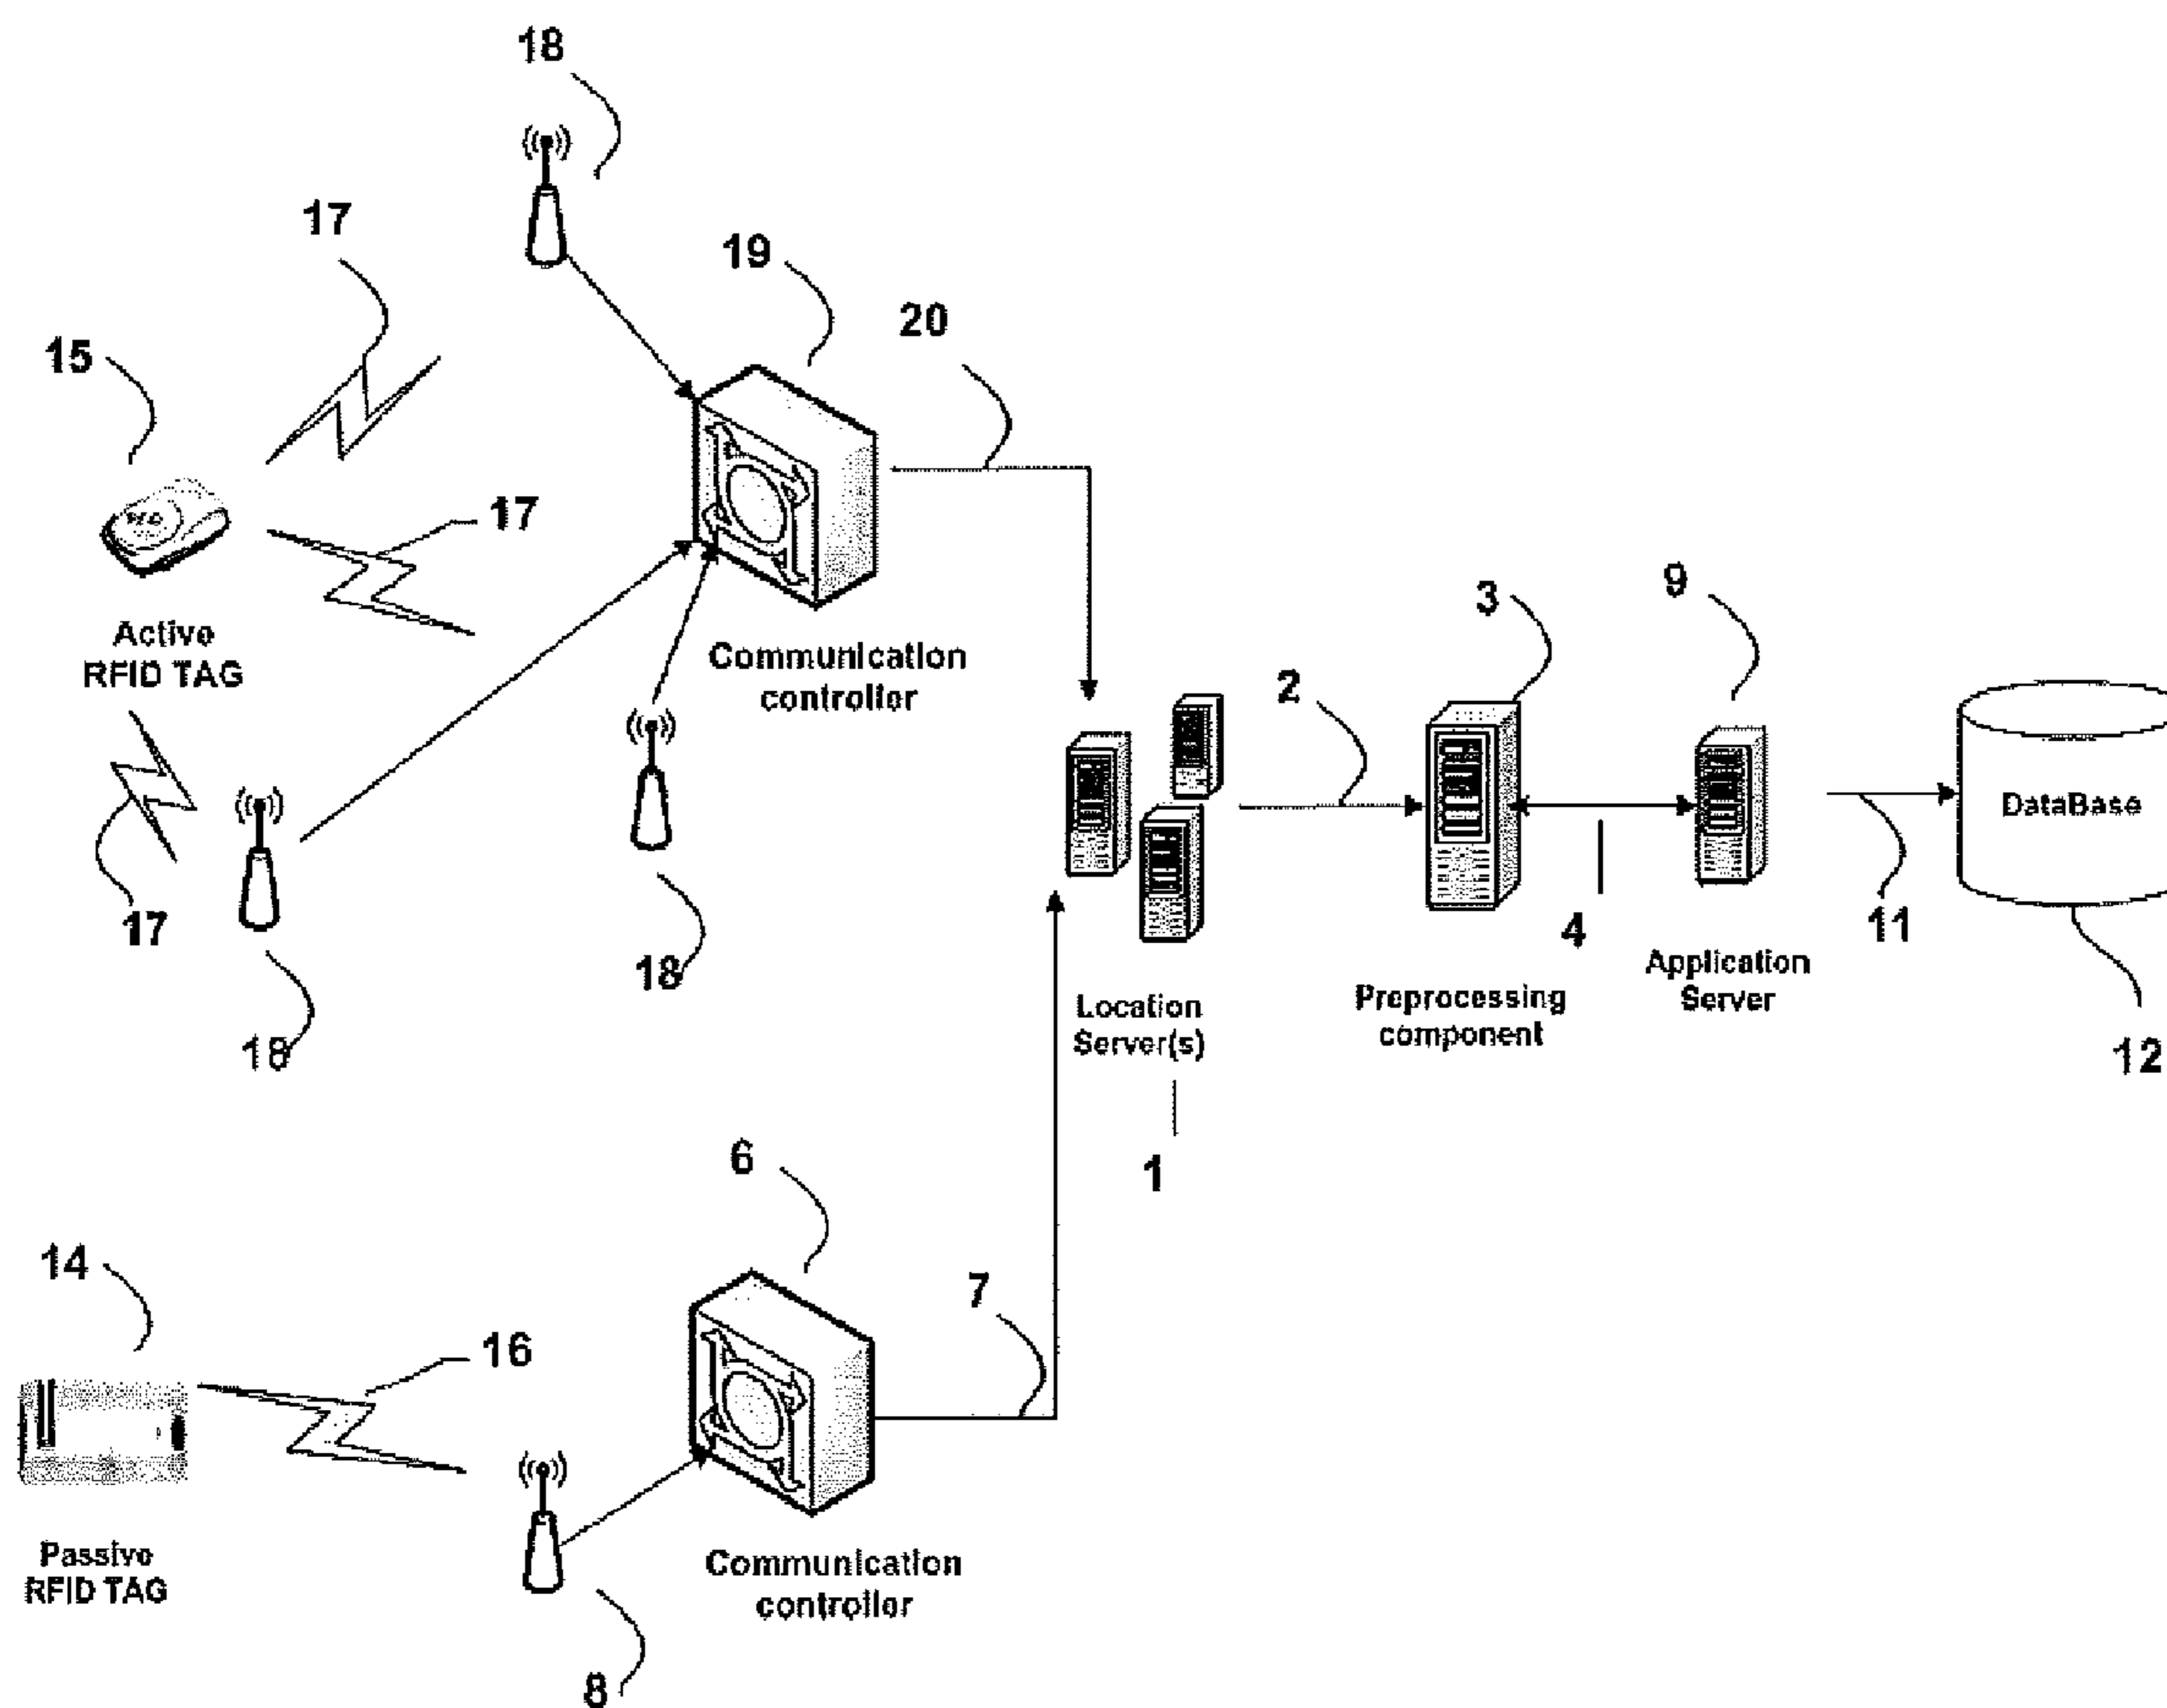 18
17
19
20
15
17
Active
RFID TAG
Communication
controller
3
9
2
DataBase
17
18
18
4
11
Location
Server(s)
Preprocessing
component
Application
Server
12
1
6
14
7
16
Passive
RFID TAG
Communication
controller
8